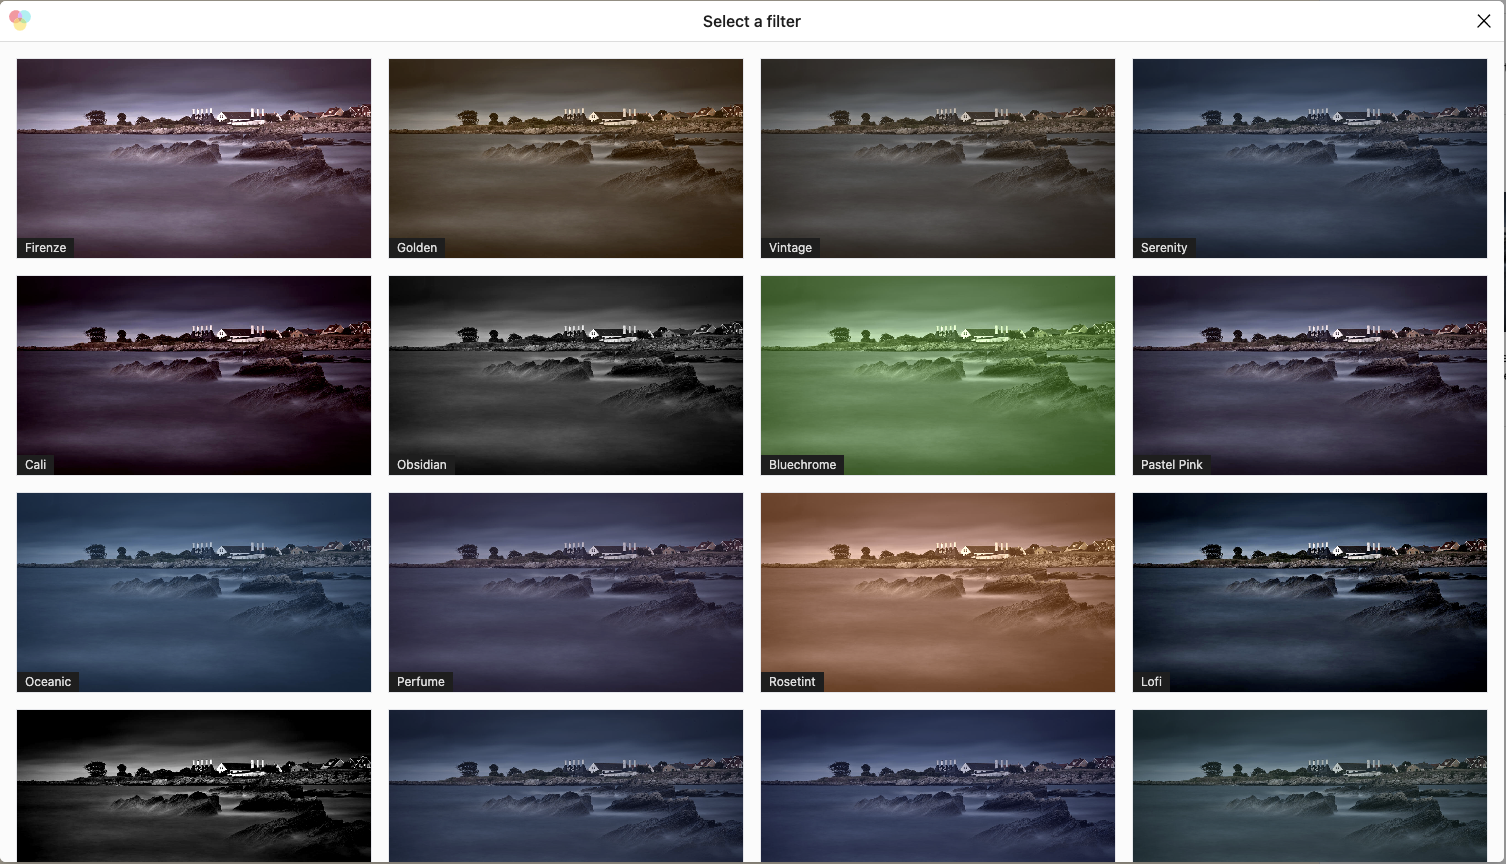 Select a filter
Firenze
Golden
Vintage
Serenity
Cali
Obsidian
Bluechrome
Pastel Pink
Oceanic
Perfume
Rosetint
Lofi